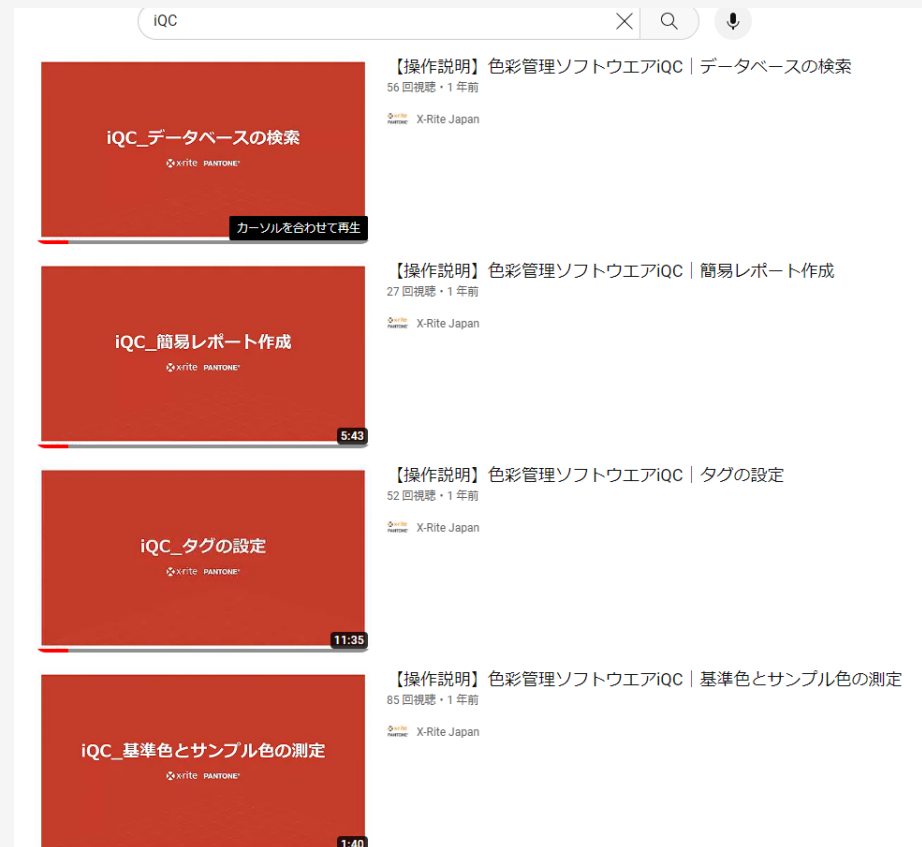 iQC
iQC_データベースの検索
x·rite PANTONE®
カーソルを合わせて再生
【操作説明】色彩管理ソフトウエアiQC｜データベースの検索
56 回視聴・1 年前
X-Rite Japan
iQC_簡易レポート作成
x·rite PANTONE®
5:43
【操作説明】色彩管理ソフトウエアiQC｜簡易レポート作成
27 回視聴・1 年前
X-Rite Japan
iQC_タグの設定
x·rite PANTONE®
11:35
【操作説明】色彩管理ソフトウエアiQC｜タグの設定
52 回視聴・1 年前
X-Rite Japan
iQC_基準色とサンプル色の測定
x·rite PANTONE®
1:40
【操作説明】色彩管理ソフトウエアiQC｜基準色とサンプル色の測定
85 回視聴・1 年前
X-Rite Japan